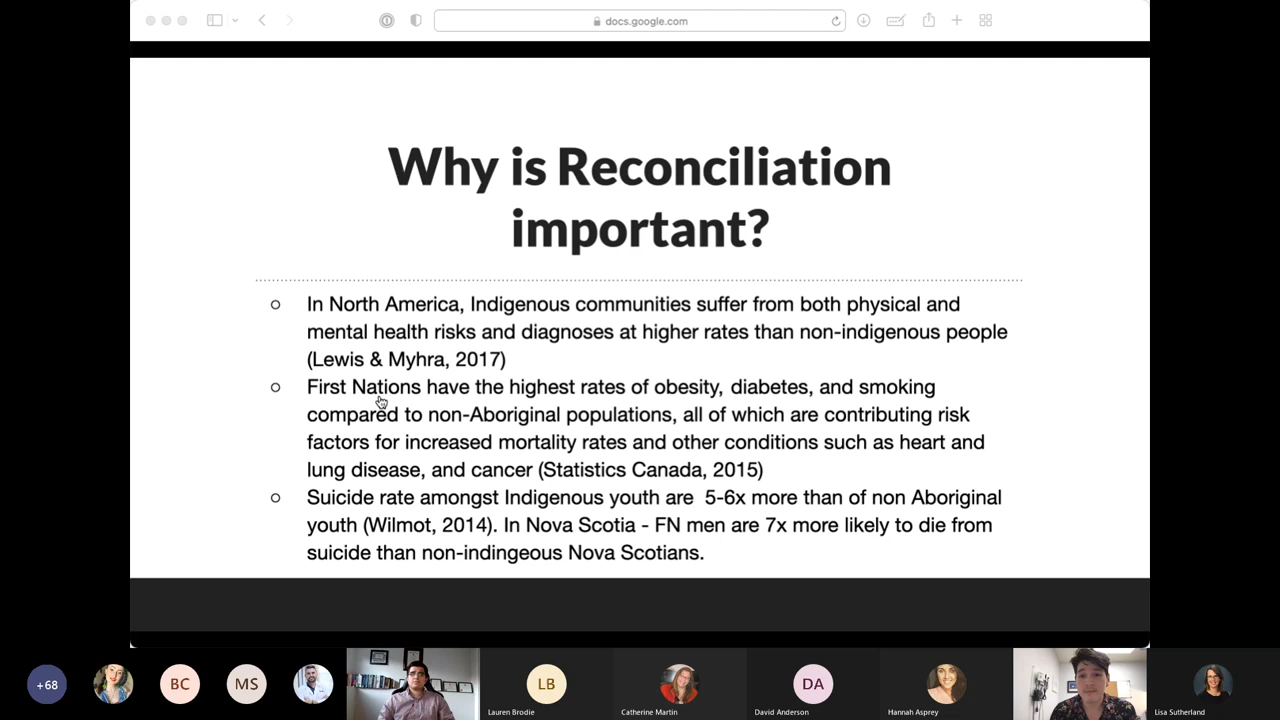 docs.google.com
Why is Reconciliation
important?
In North America, Indigenous communities suffer from both physical and
mental health risks and diagnoses at higher rates than non-indigenous people
(Lewis & Myhra, 2017)
First Nations have the highest rates of obesity, diabetes, and smoking
compared to non-Aboriginal populations, all of which are contributing risk
factors for increased mortality rates and other conditions such as heart and
lung disease, and cancer (Statistics Canada, 2015)
Suicide rate amongst Indigenous youth are  5-6x more than of non Aboriginal
youth (Wilmot, 2014). In Nova Scotia - FN men are 7x more likely to die from
suicide than non-indingeous Nova Scotians.
+68
BC
MS
LB
DA
Lauren Brodie
Catherine Martin
David Anderson
Hannah Asprey
Lisa Sutherland